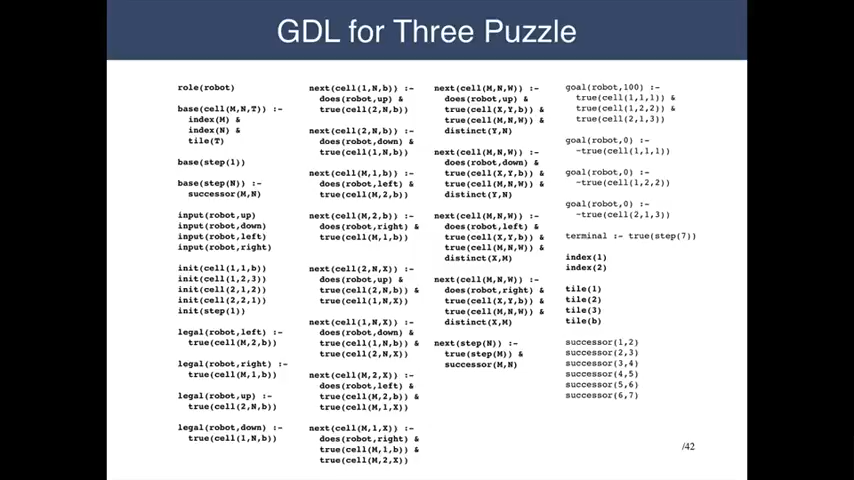 GDL for Three Puzzle
role(robot)
base(cell(M,N,T)) :-
index(M) &
index(N) &
tile(T)
base(step(1))
base(step(N)) :-
successor(M,N)
input(robot,up)
input(robot,down)
input(robot,left)
input(robot,right)
init(cell(1,1,b))
init(cell(1,2,3))
init(cell(2,1,2))
init(cell(2,2,1))
init(step(1))
legal(robot,left) :-
true(cell(M,2,b))
legal(robot,right) :-
true(cell(M,1,b))
legal(robot,up) :-
true(cell(2,N,b))
legal(robot,down) :-
true(cell(1,N,b))
next(cell(1,N,b)) :-
does(robot,up) &
true(cell(2,N,b))
next(cell(2,N,b)) :-
does(robot,down) &
true(cell(1,N,b))
next(cell(M,1,b)) :-
does(robot,left) &
true(cell(M,2,b))
next(cell(M,2,b)) :-
does(robot,right) &
true(cell(M,1,b))
next(cell(2,N,X)) :-
does(robot,up) &
true(cell(2,N,b)) &
true(cell(1,N,X))
next(cell(1,N,X)) :-
does(robot,down) &
true(cell(1,N,b)) &
true(cell(2,N,X))
next(cell(M,2,X)) :-
does(robot,left) &
true(cell(M,2,b)) &
true(cell(M,1,X))
next(cell(M,1,X)) :-
does(robot,right) &
true(cell(M,1,b)) &
true(cell(M,2,X))
next(cell(M,N,W)) :-
does(robot,up) &
true(cell(X,Y,b)) &
true(cell(M,N,W)) &
distinct(Y,N)
next(cell(M,N,W)) :-
does(robot,down) &
true(cell(X,Y,b)) &
true(cell(M,N,W)) &
distinct(Y,N)
next(cell(M,N,W)) :-
does(robot,left) &
true(cell(X,Y,b)) &
true(cell(M,N,W)) &
distinct(X,M)
next(cell(M,N,W)) :-
does(robot,right) &
true(cell(X,Y,b)) &
true(cell(M,N,W)) &
distinct(X,M)
next(step(N)) :-
true(step(M)) &
successor(M,N)
goal(robot,100) :-
true(cell(1,1,1)) &
true(cell(1,2,2)) &
true(cell(2,1,3))
goal(robot,0) :-
~true(cell(1,1,1))
goal(robot,0) :-
~true(cell(1,2,2))
goal(robot,0) :-
~true(cell(2,1,3))
terminal :- true(step(7))
index(1)
index(2)
tile(1)
tile(2)
tile(3)
tile(b)
successor(1,2)
successor(2,3)
successor(3,4)
successor(4,5)
successor(5,6)
successor(6,7)
/42